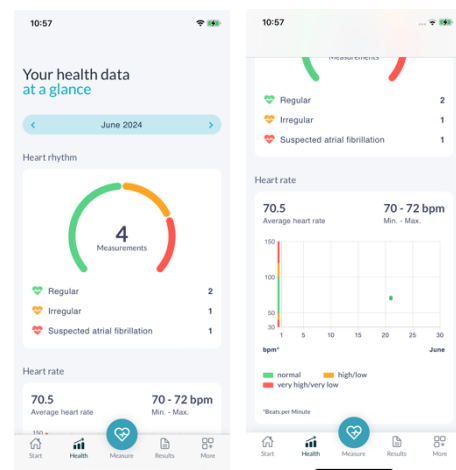 10:57
Your health data
at a glance
June 2024
Heart rhythm
4
Measurements
Regular 2
Irregular 1
Suspected atrial fibrillation 1
Heart rate
70.5 70 - 72 bpm
Average heart rate Min. - Max.
150
Start Health Measure Results More
10:57
Measurements
Regular 2
Irregular 1
Suspected atrial fibrillation 1
Heart rate
70.5 70 - 72 bpm
Average heart rate Min. - Max.
150
100
50
30
1 5 10 15 20 25 30
bpm* June
normal high/low
very high/very low
*Beats per Minute
Start Health Measure Results More